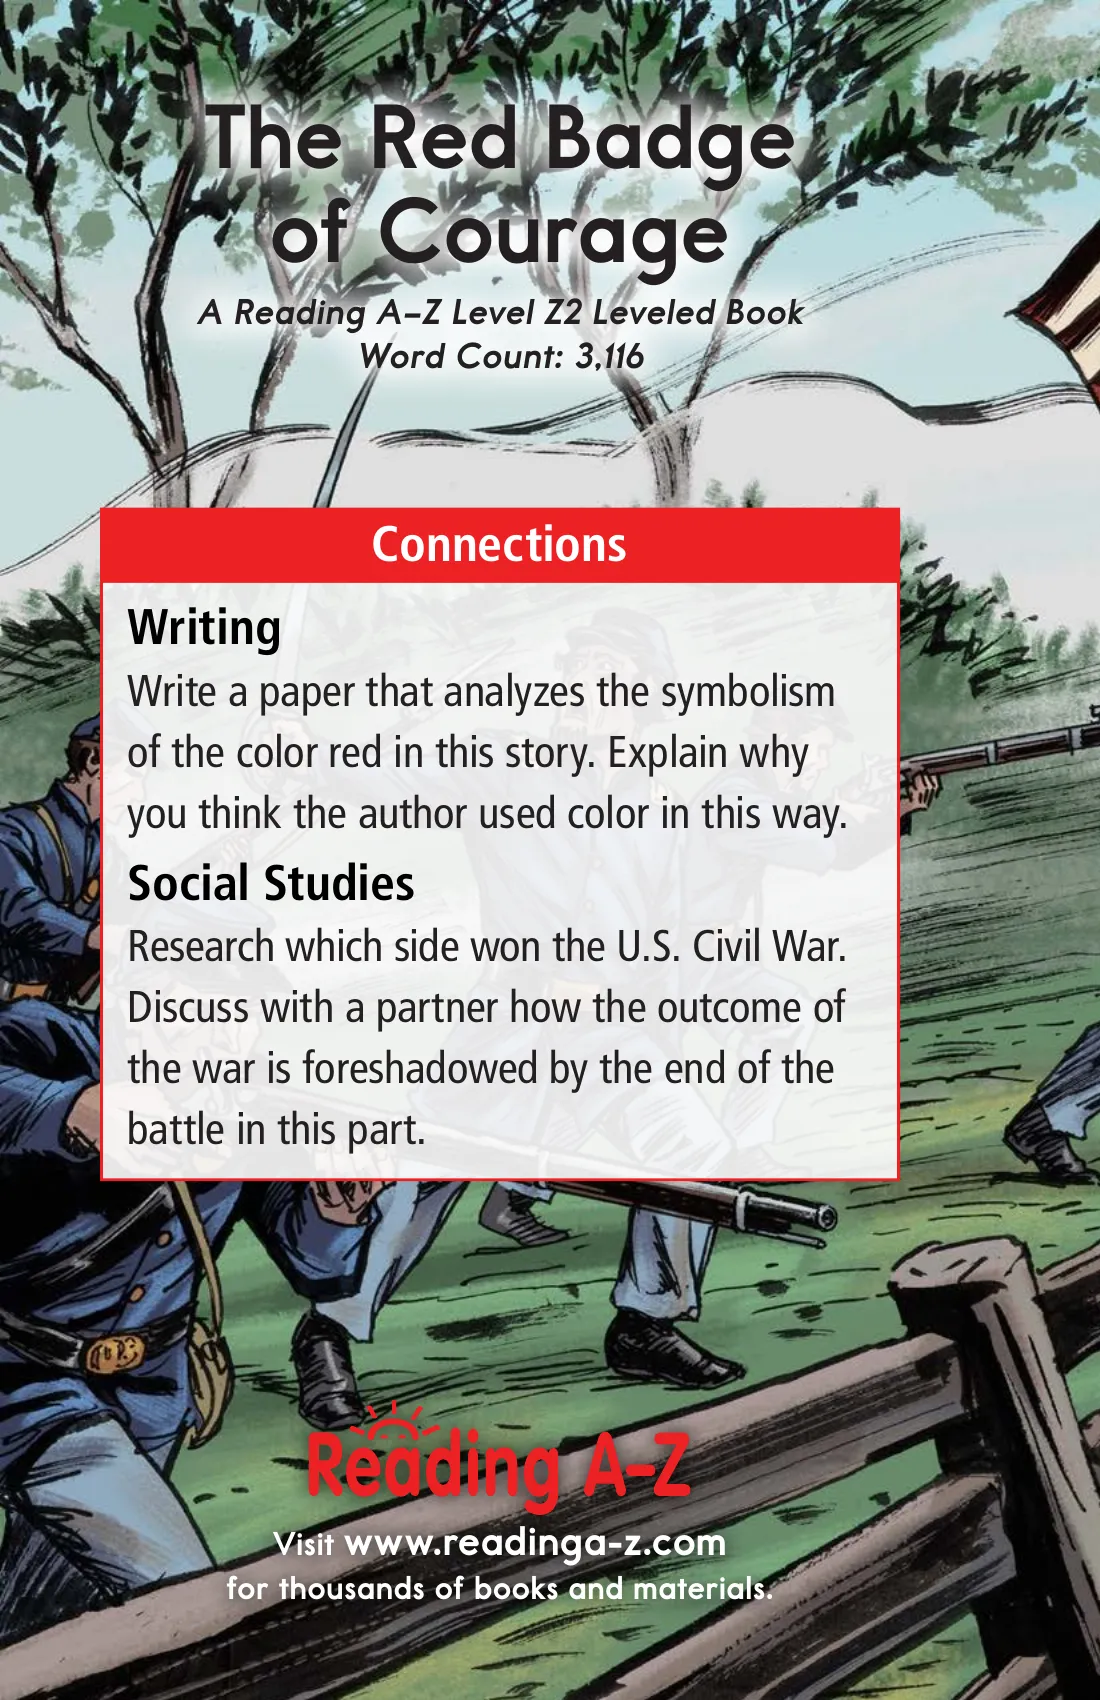 The Red Badge
of Courage
A Reading A–Z Level Z2 Leveled Book
Word Count: 3,116
Connections
Writing
Write a paper that analyzes the symbolism
of the color red in this story. Explain why
you think the author used color in this way.
Social Studies
Research which side won the U.S. Civil War.
Discuss with a partner how the outcome of
the war is foreshadowed by the end of the
battle in this part.
Reading A–Z
Visit www.readinga-z.com
for thousands of books and materials.